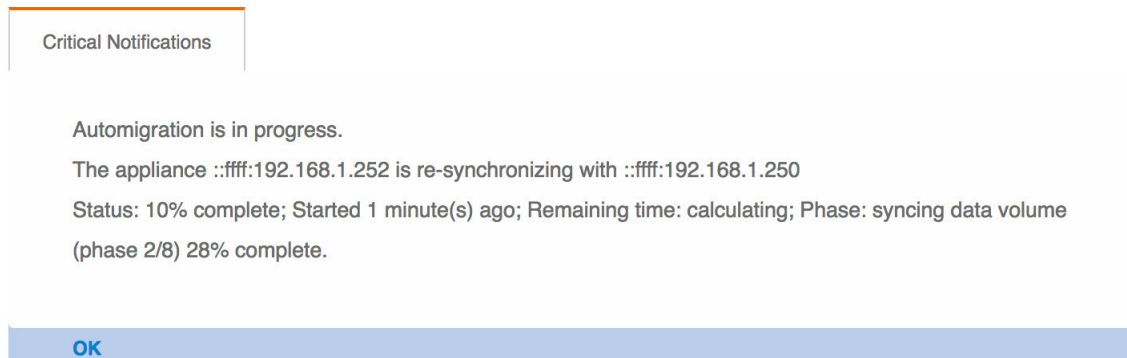 Critical Notifications
Automigration is in progress.
The appliance ::ffff:192.168.1.252 is re-synchronizing with ::ffff:192.168.1.250
Status: 10% complete; Started 1 minute(s) ago; Remaining time: calculating; Phase: syncing data volume
(phase 2/8) 28% complete.
OK